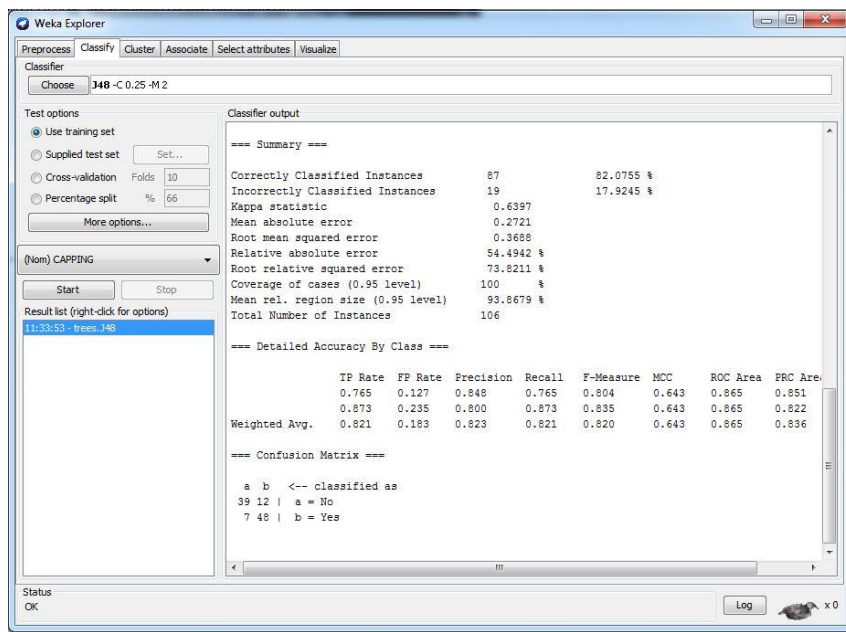 Weka Explorer
Preprocess Classify Cluster Associate Select attributes Visualize
Classifier
Choose J48 -C 0.25 -M 2
Test options
Use training set
Supplied test set Set...
Cross-validation Folds 10
Percentage split % 66
More options...
(Nom) CAPPING
Start Stop
Result list (right-click for options)
11:33:53 - trees.J48
Classifier output
=== Summary ===
Correctly Classified Instances 87 82.0755 %
Incorrectly Classified Instances 19 17.9245 %
Kappa statistic 0.6397
Mean absolute error 0.2721
Root mean squared error 0.3688
Relative absolute error 54.4942 %
Root relative squared error 73.8211 %
Coverage of cases (0.95 level) 100 %
Mean rel. region size (0.95 level) 93.8679 %
Total Number of Instances 106
=== Detailed Accuracy By Class ===
TP Rate FP Rate Precision Recall F-Measure MCC ROC Area PRC Are
0.765 0.127 0.848 0.765 0.804 0.643 0.865 0.851
0.873 0.235 0.800 0.873 0.835 0.643 0.865 0.822
Weighted Avg. 0.821 0.183 0.823 0.821 0.820 0.643 0.865 0.836
=== Confusion Matrix ===
a b <-- classified as
39 12 | a = No
7 48 | b = Yes
Status
OK
Log x 0